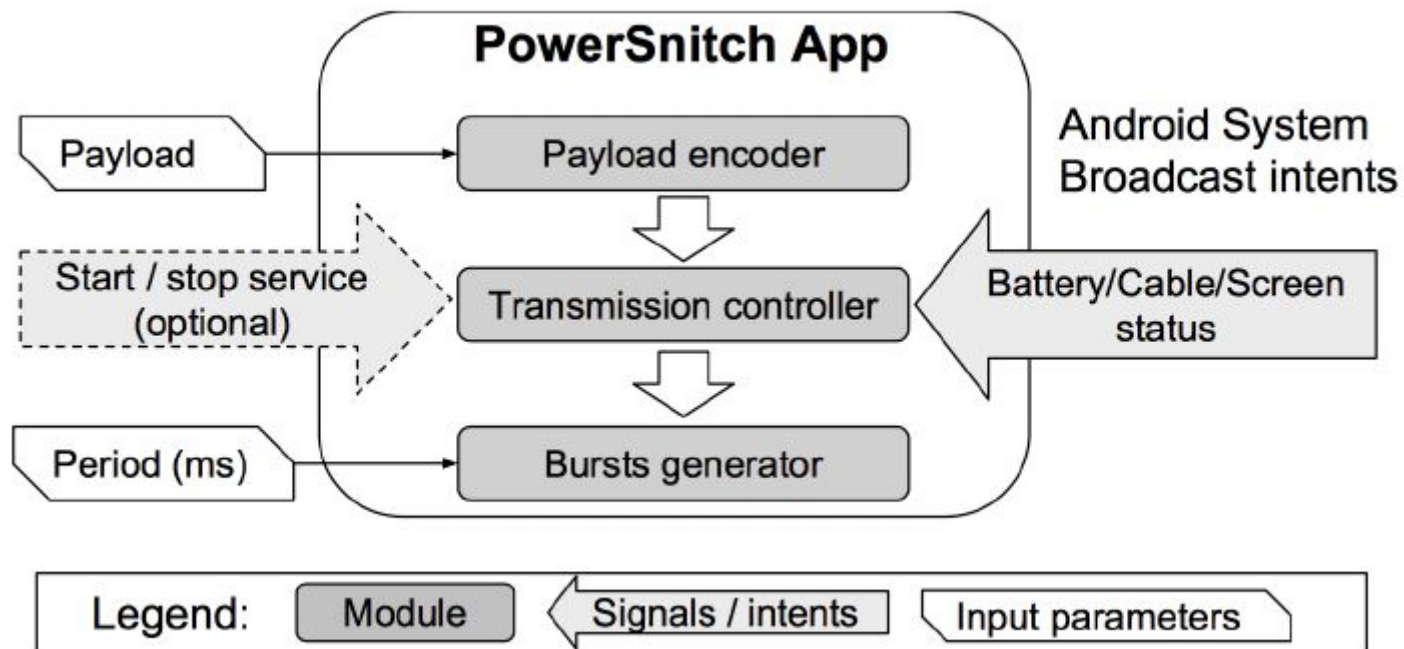 PowerSnitch App
Payload
Payload encoder
Android System
Broadcast intents
Start / stop service
(optional)
Transmission controller
Battery/Cable/Screen
status
Period (ms)
Bursts generator
Legend:
Module
Signals / intents
Input parameters